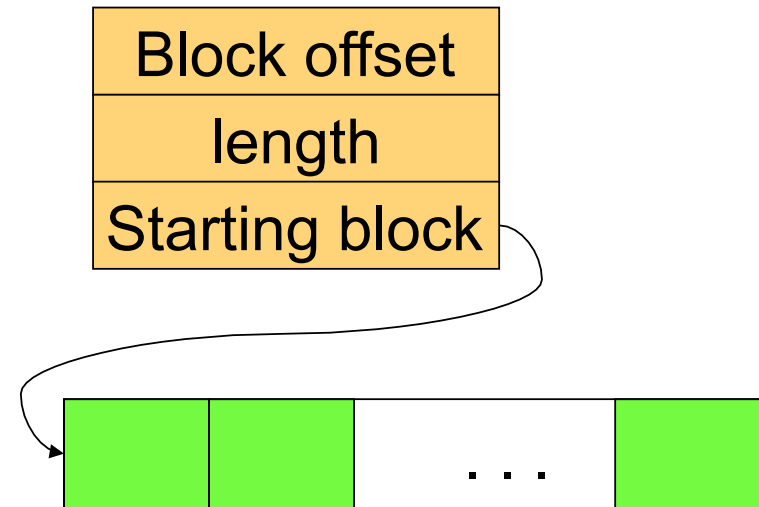 Block offset
length
Starting block
. . .